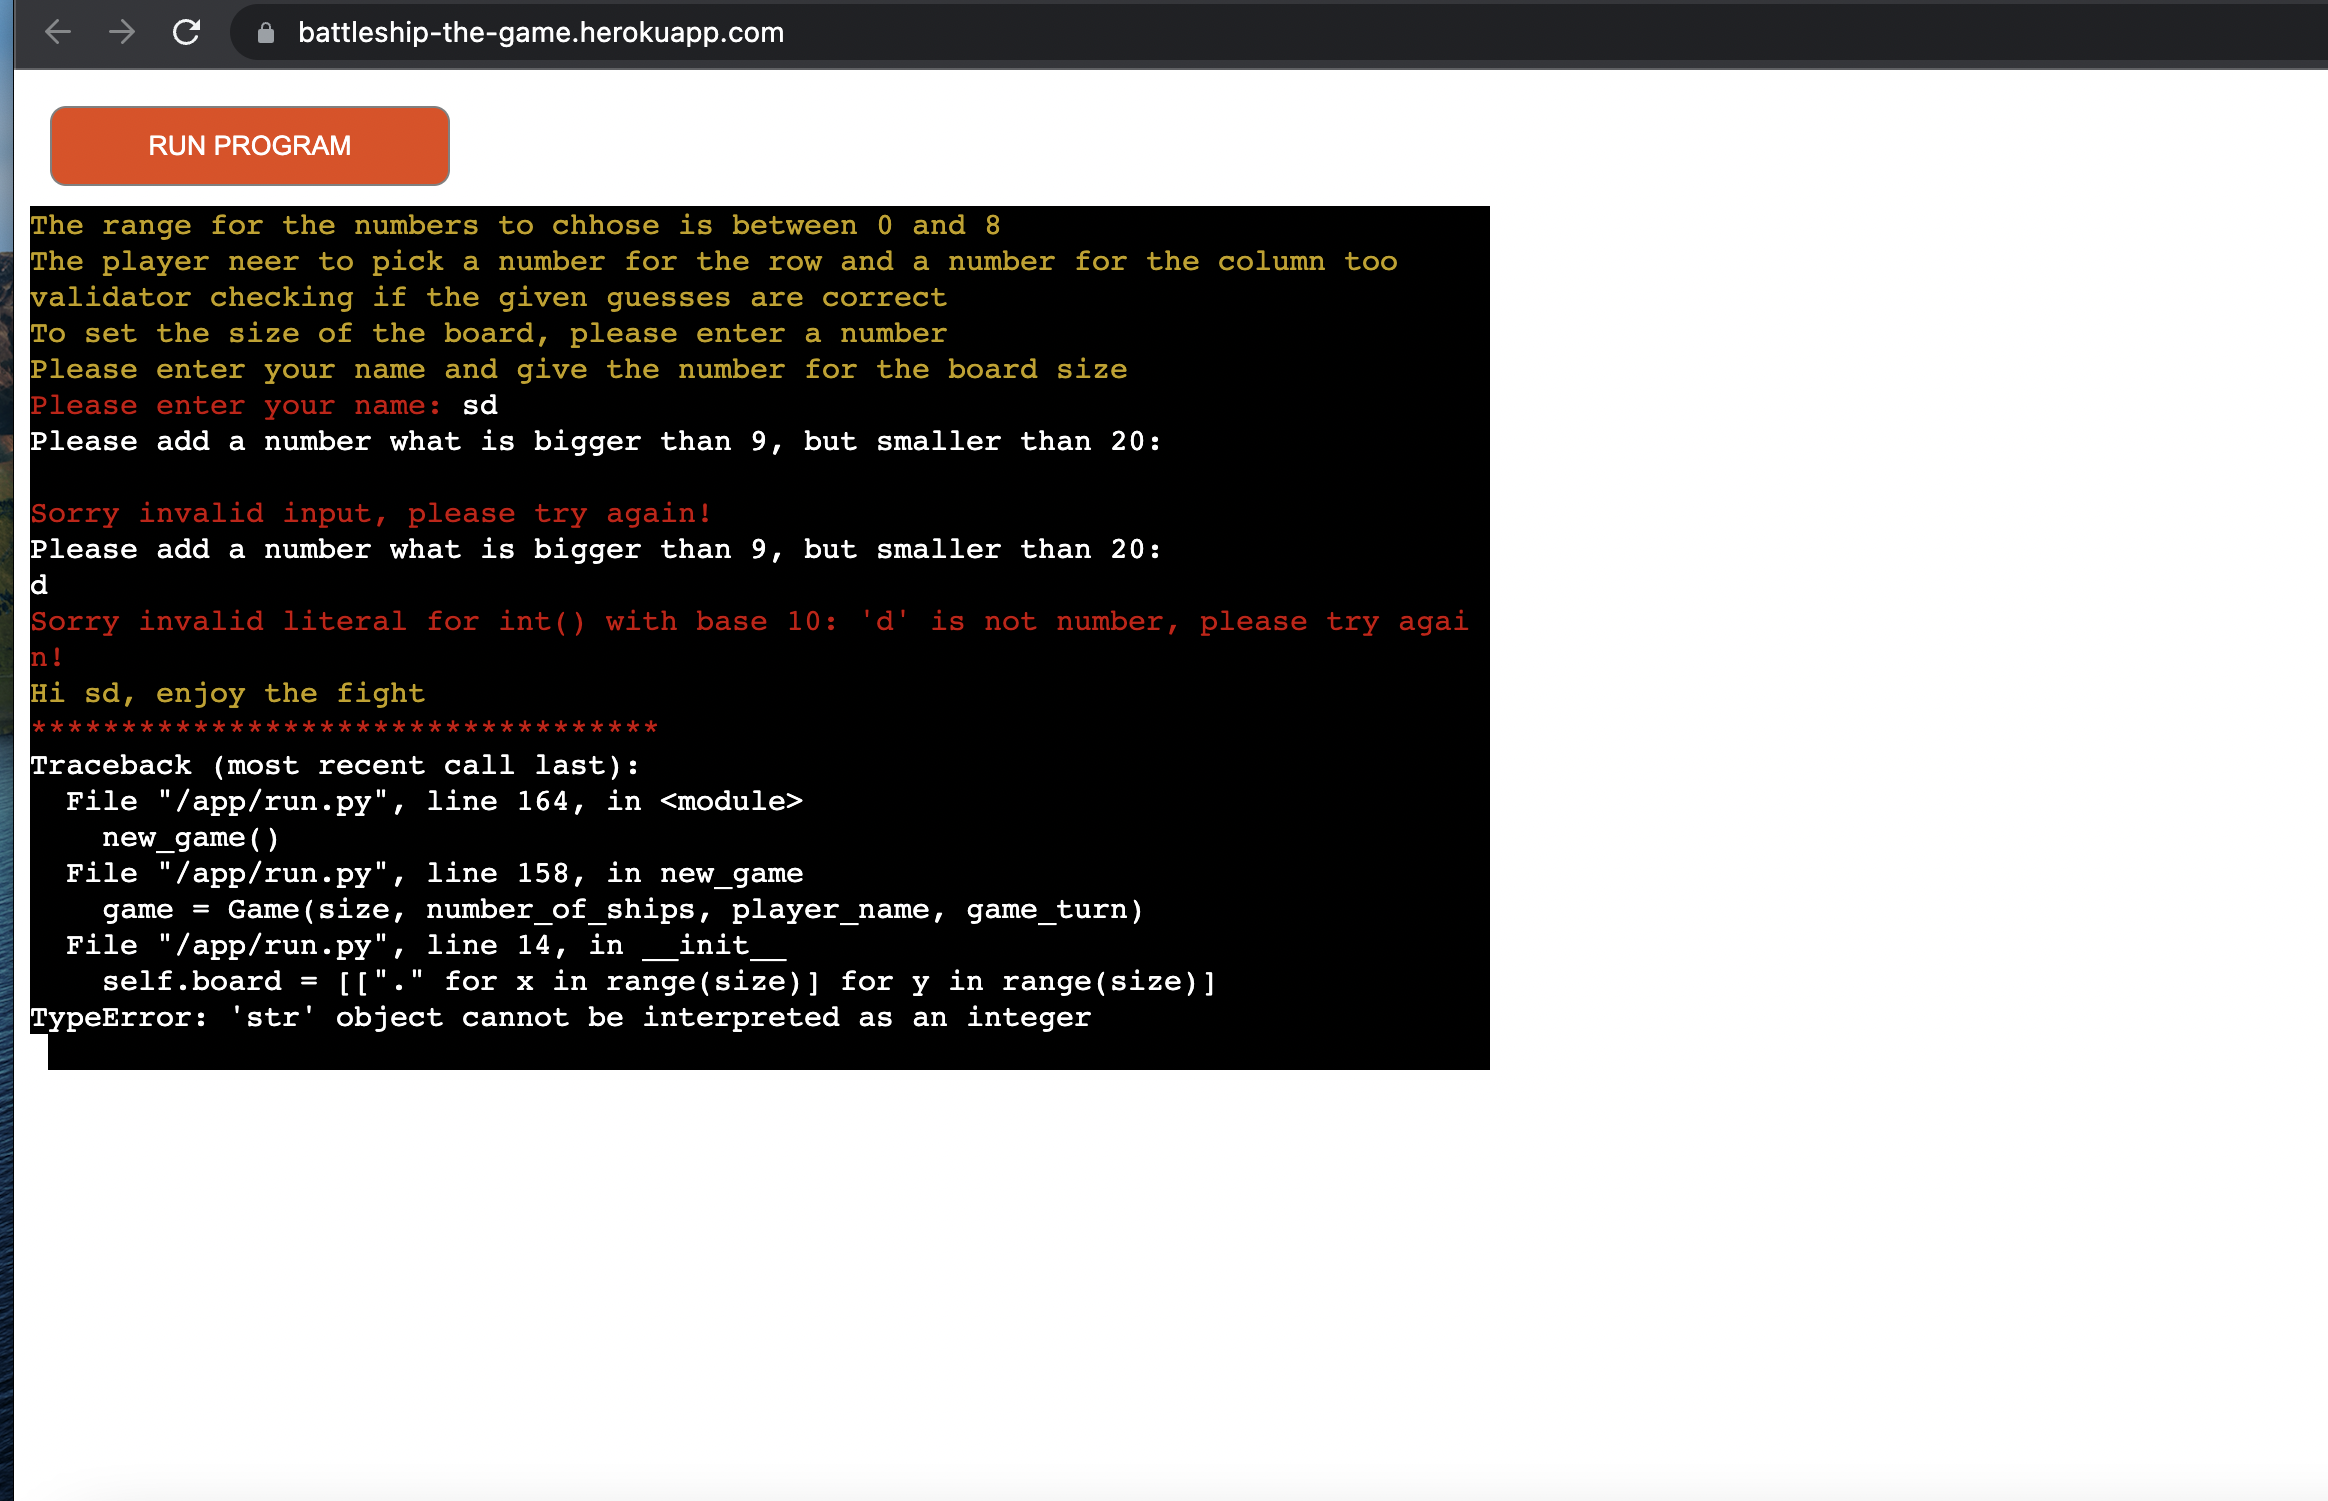 battleship-the-game.herokuapp.com
RUN PROGRAM
The range for the numbers to chhose is between 0 and 8
The player neer to pick a number for the row and a number for the column too
validator checking if the given guesses are correct
To set the size of the board, please enter a number
Please enter your name and give the number for the board size
Please enter your name: sd
Please add a number what is bigger than 9, but smaller than 20:
Sorry invalid input, please try again!
Please add a number what is bigger than 9, but smaller than 20:
d
Sorry invalid literal for int() with base 10: 'd' is not number, please try agai
n!
Hi sd, enjoy the fight
***********************************
Traceback (most recent call last):
  File "/app/run.py", line 164, in <module>
    new_game()
  File "/app/run.py", line 158, in new_game
    game = Game(size, number_of_ships, player_name, game_turn)
  File "/app/run.py", line 14, in __init__
    self.board = [["." for x in range(size)] for y in range(size)]
TypeError: 'str' object cannot be interpreted as an integer